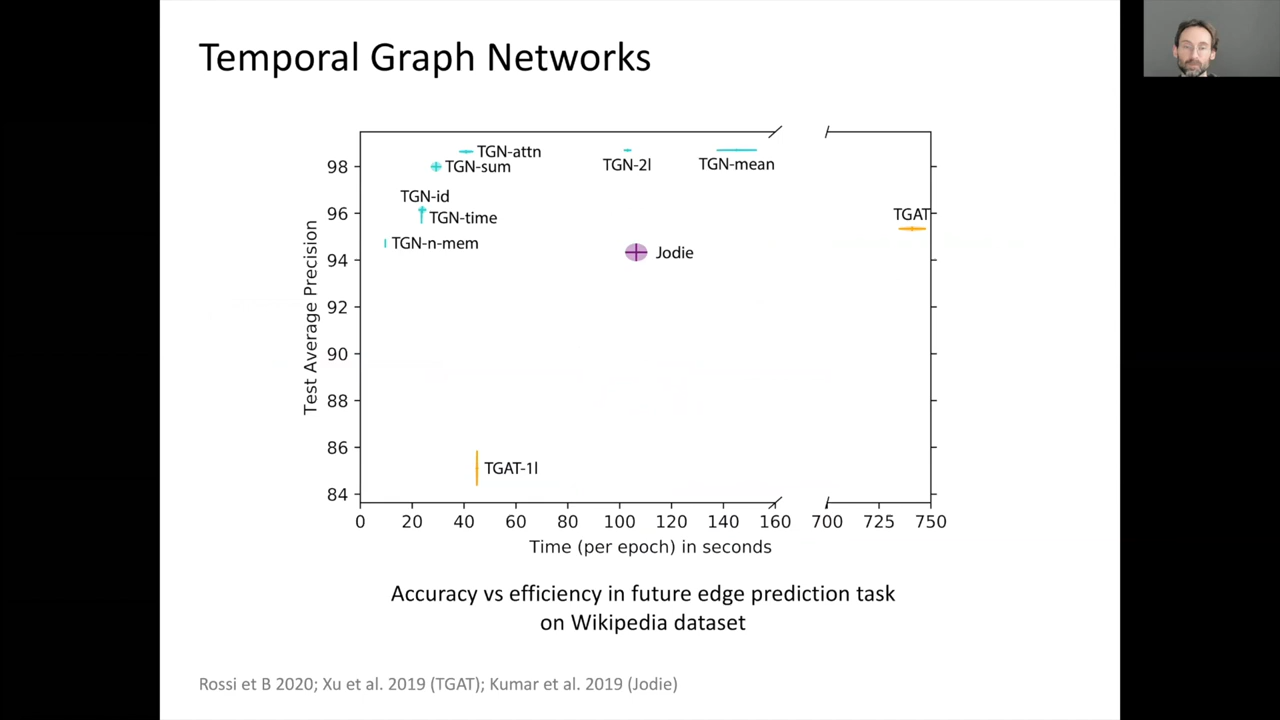 Temporal Graph Networks
TGN-attn
TGN-sum
TGN-2l
TGN-mean
TGN-id
TGN-time
TGN-n-mem
Jodie
TGAT
TGAT-1l
Test Average Precision
98
96
94
92
90
88
86
84
0 20 40 60 80 100 120 140 160 700 725 750
Time (per epoch) in seconds
Accuracy vs efficiency in future edge prediction task
on Wikipedia dataset
Rossi et B 2020; Xu et al. 2019 (TGAT); Kumar et al. 2019 (Jodie)